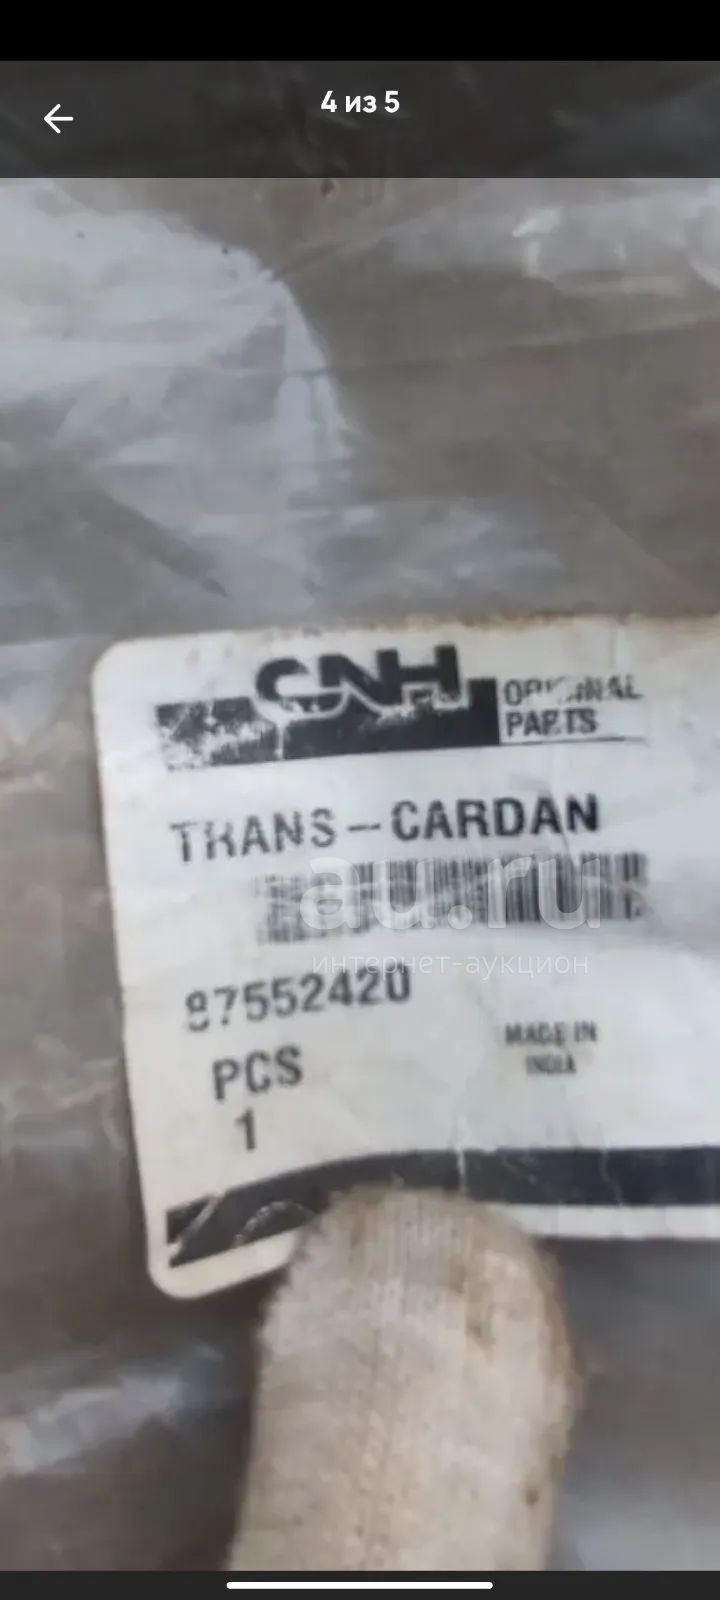 4 из 5
CNH
ORIGINAL
PARTS
TRANS-CARDAN
au.ru
интернет-аукцион
87552420
PCS
MADE IN
INDIA
1